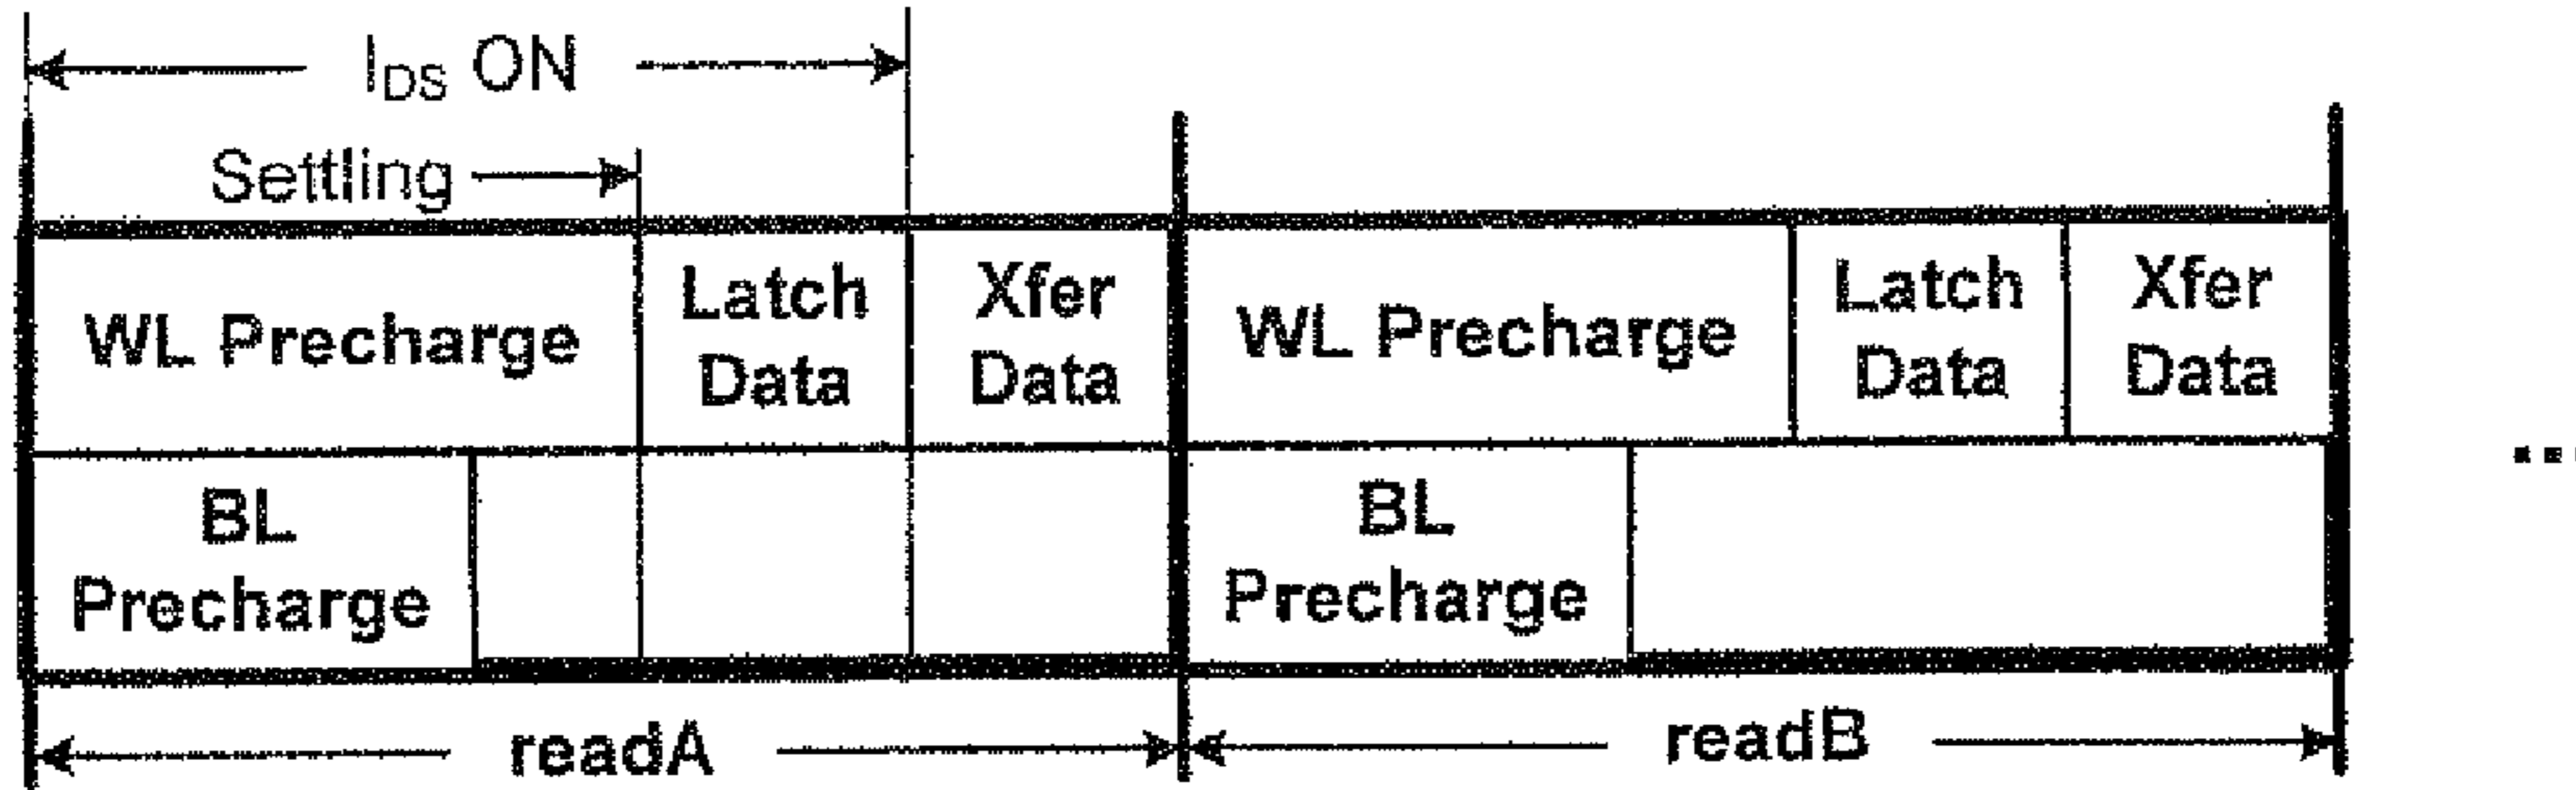 I_DS ON
Settling
WL Precharge
Latch
Data
Xfer
Data
WL Precharge
Latch
Data
Xfer
Data
BL
Precharge
BL
Precharge
...
readA
readB